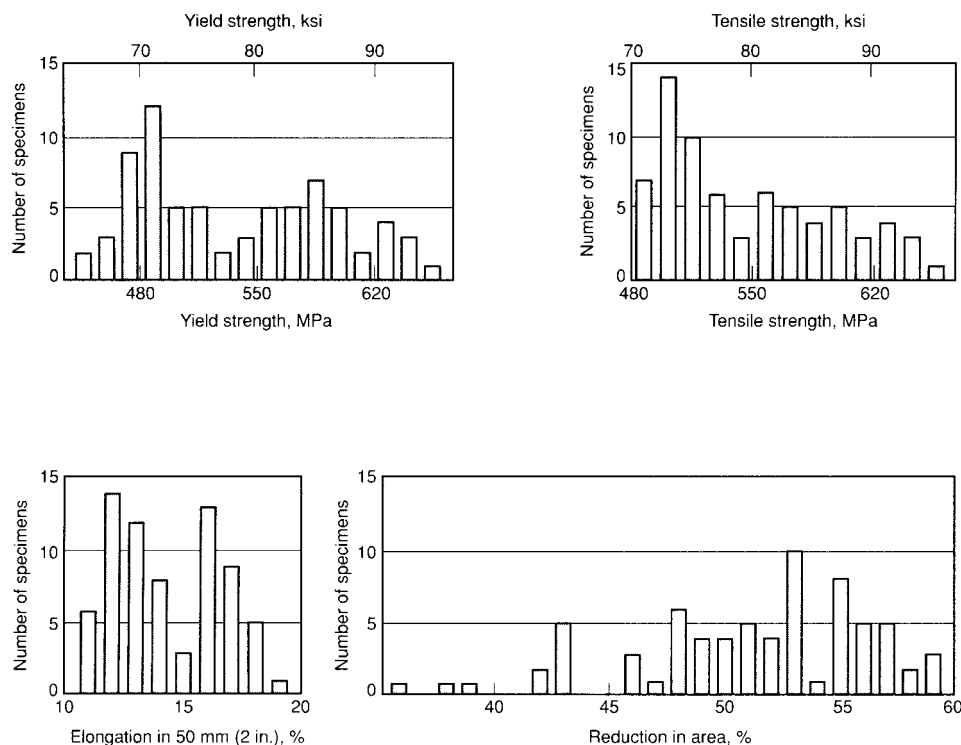 Yield strength, ksi
70 80 90
Number of specimens
15
10
5
0
480 550 620
Yield strength, MPa
Tensile strength, ksi
70 80 90
Number of specimens
15
10
5
0
480 550 620
Tensile strength, MPa
Number of specimens
15
10
5
0
10 15 20
Elongation in 50 mm (2 in.), %
Number of specimens
15
10
5
0
40 45 50 55 60
Reduction in area, %